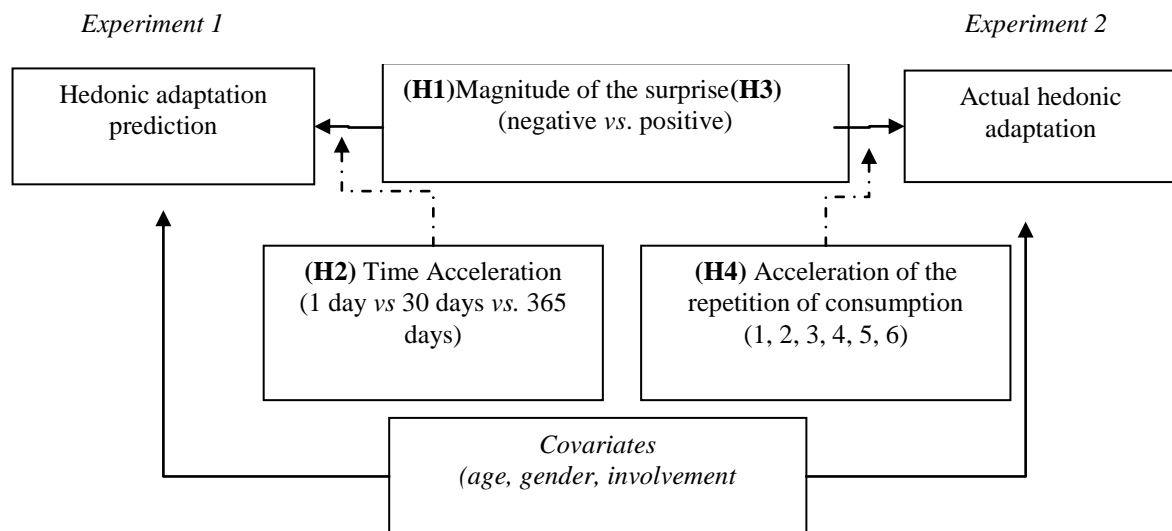 Experiment 1
Experiment 2
Hedonic adaptation
prediction
(H1)Magnitude of the surprise(H3)
(negative vs. positive)
Actual hedonic
adaptation
(H2) Time Acceleration
(1 day vs 30 days vs. 365
days)
(H4) Acceleration of the
repetition of consumption
(1, 2, 3, 4, 5, 6)
Covariates
(age, gender, involvement